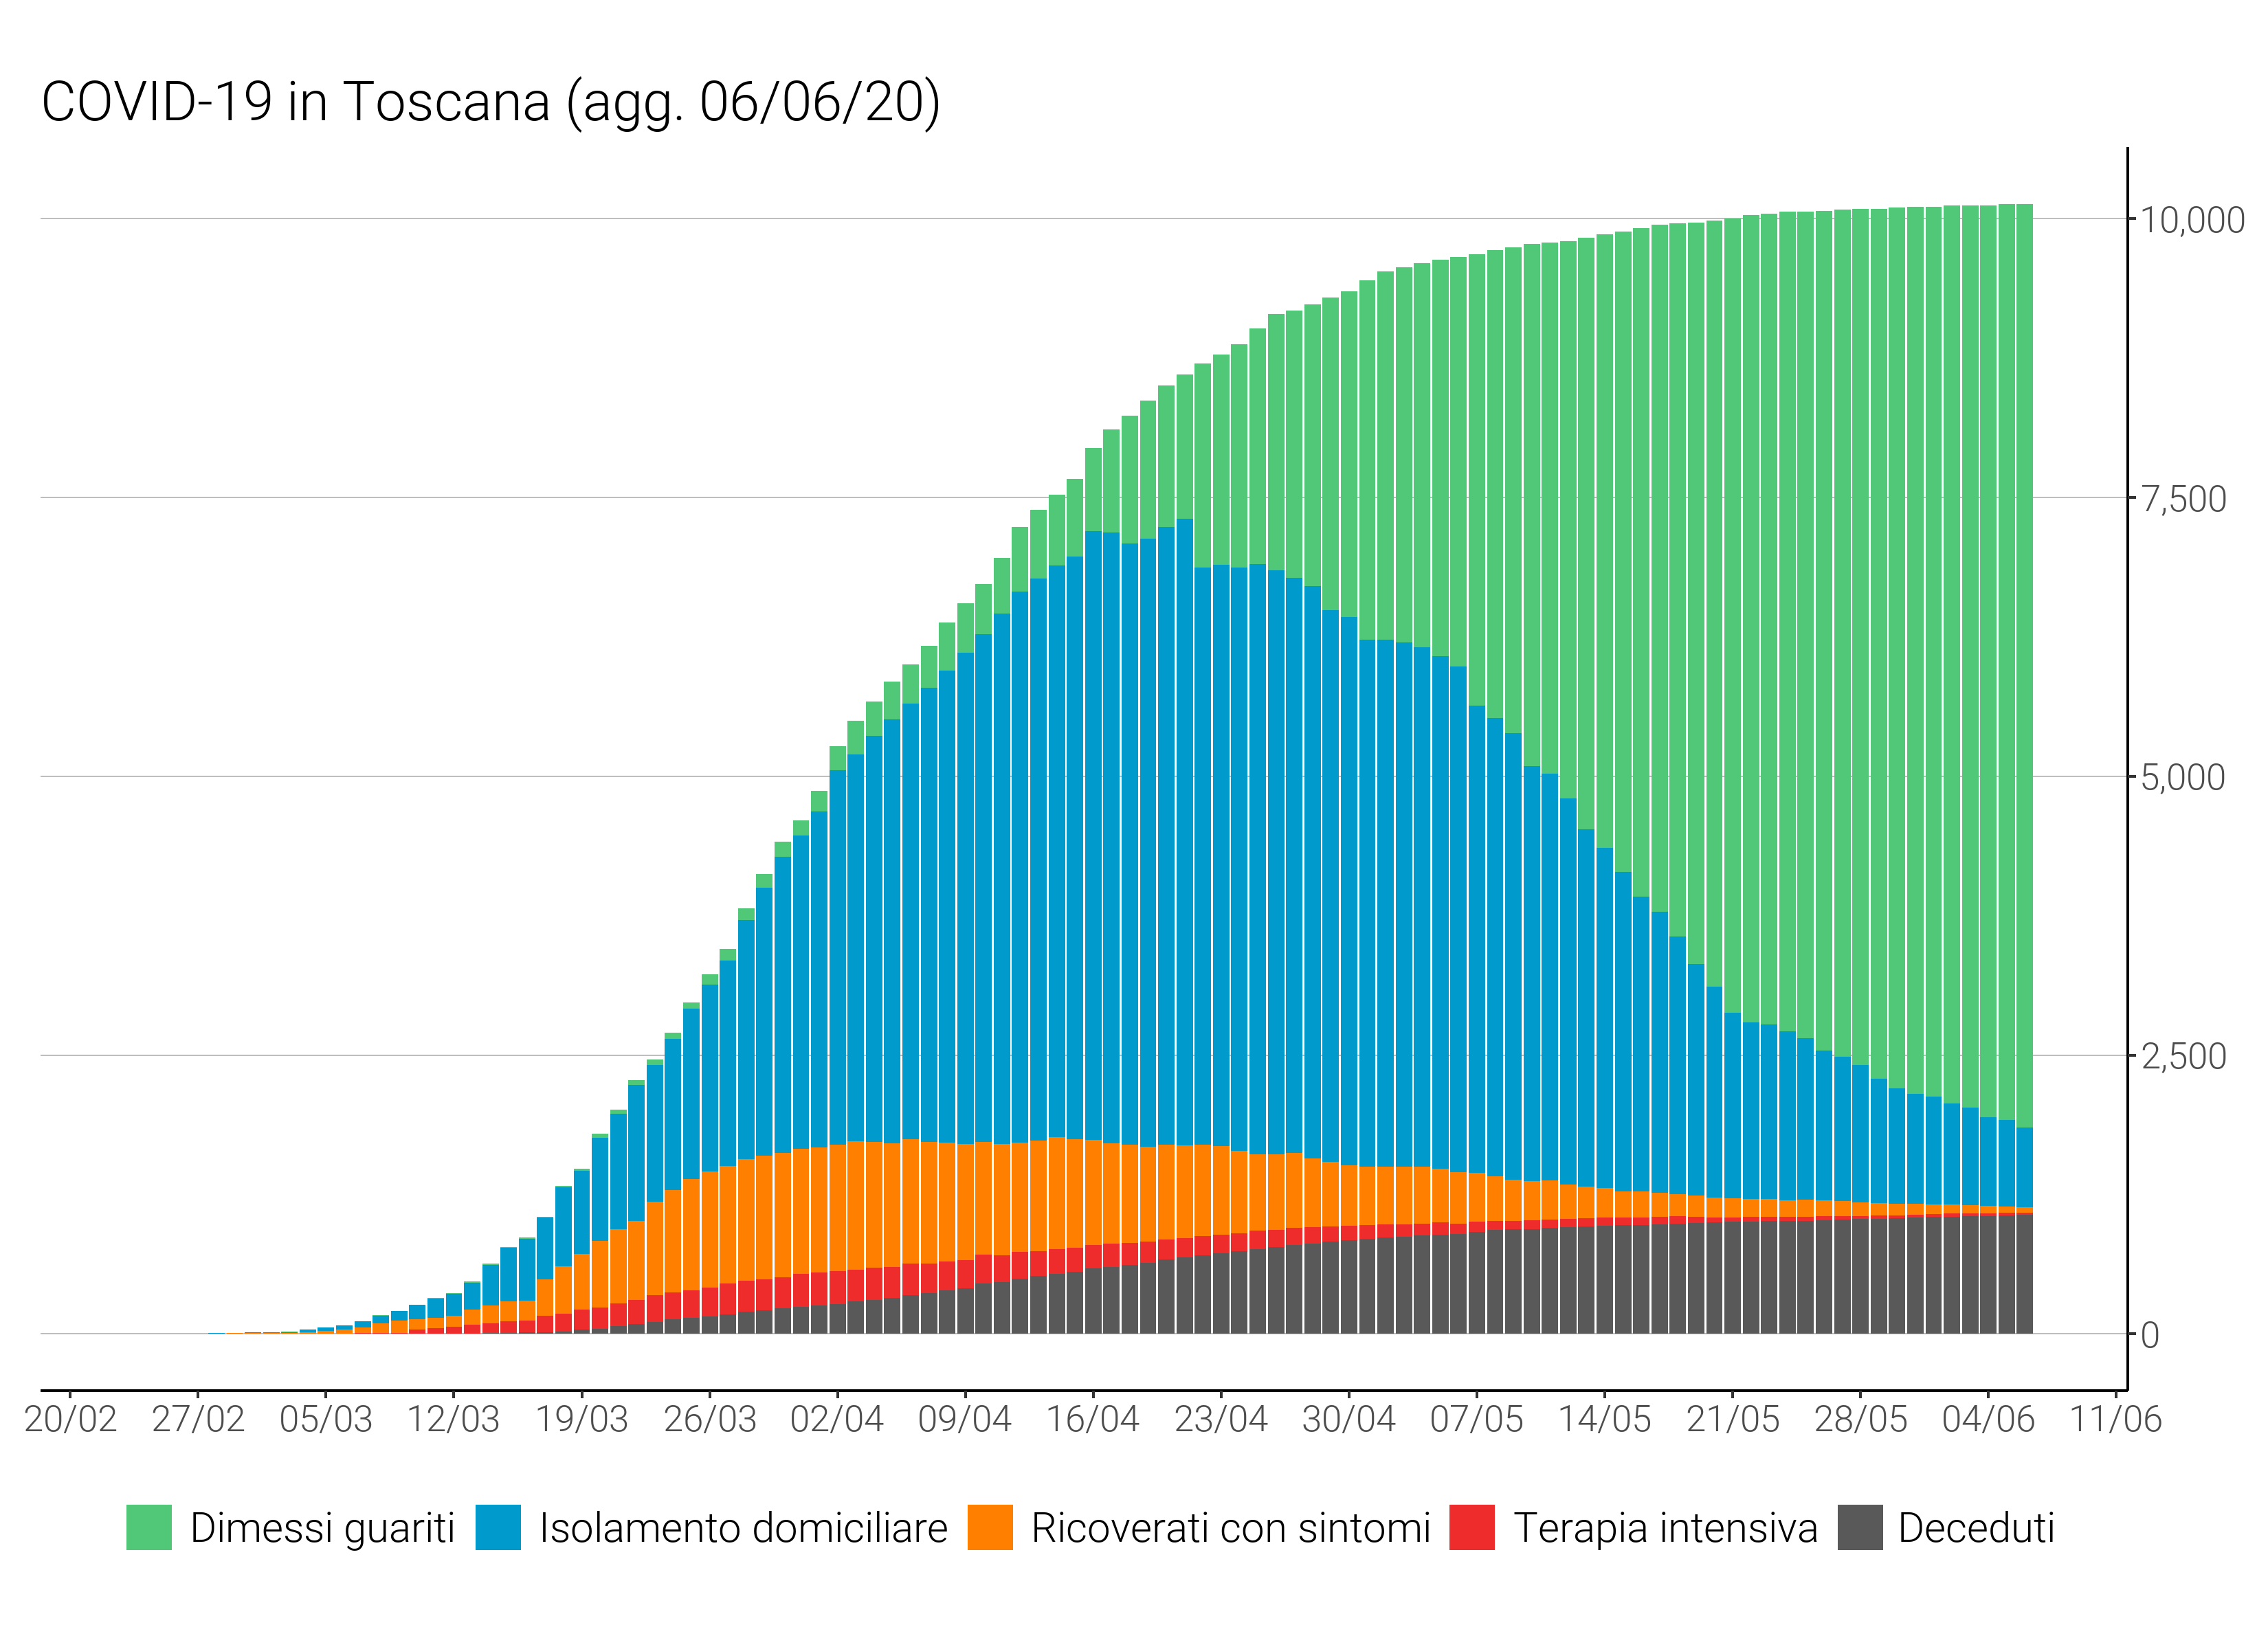 COVID-19 in Toscana (agg. 06/06/20)
10,000
7,500
5,000
2,500
0
20/02 27/02 05/03 12/03 19/03 26/03 02/04 09/04 16/04 23/04 30/04 07/05 14/05 21/05 28/05 04/06 11/06
Dimessi guariti Isolamento domiciliare Ricoverati con sintomi Terapia intensiva Deceduti